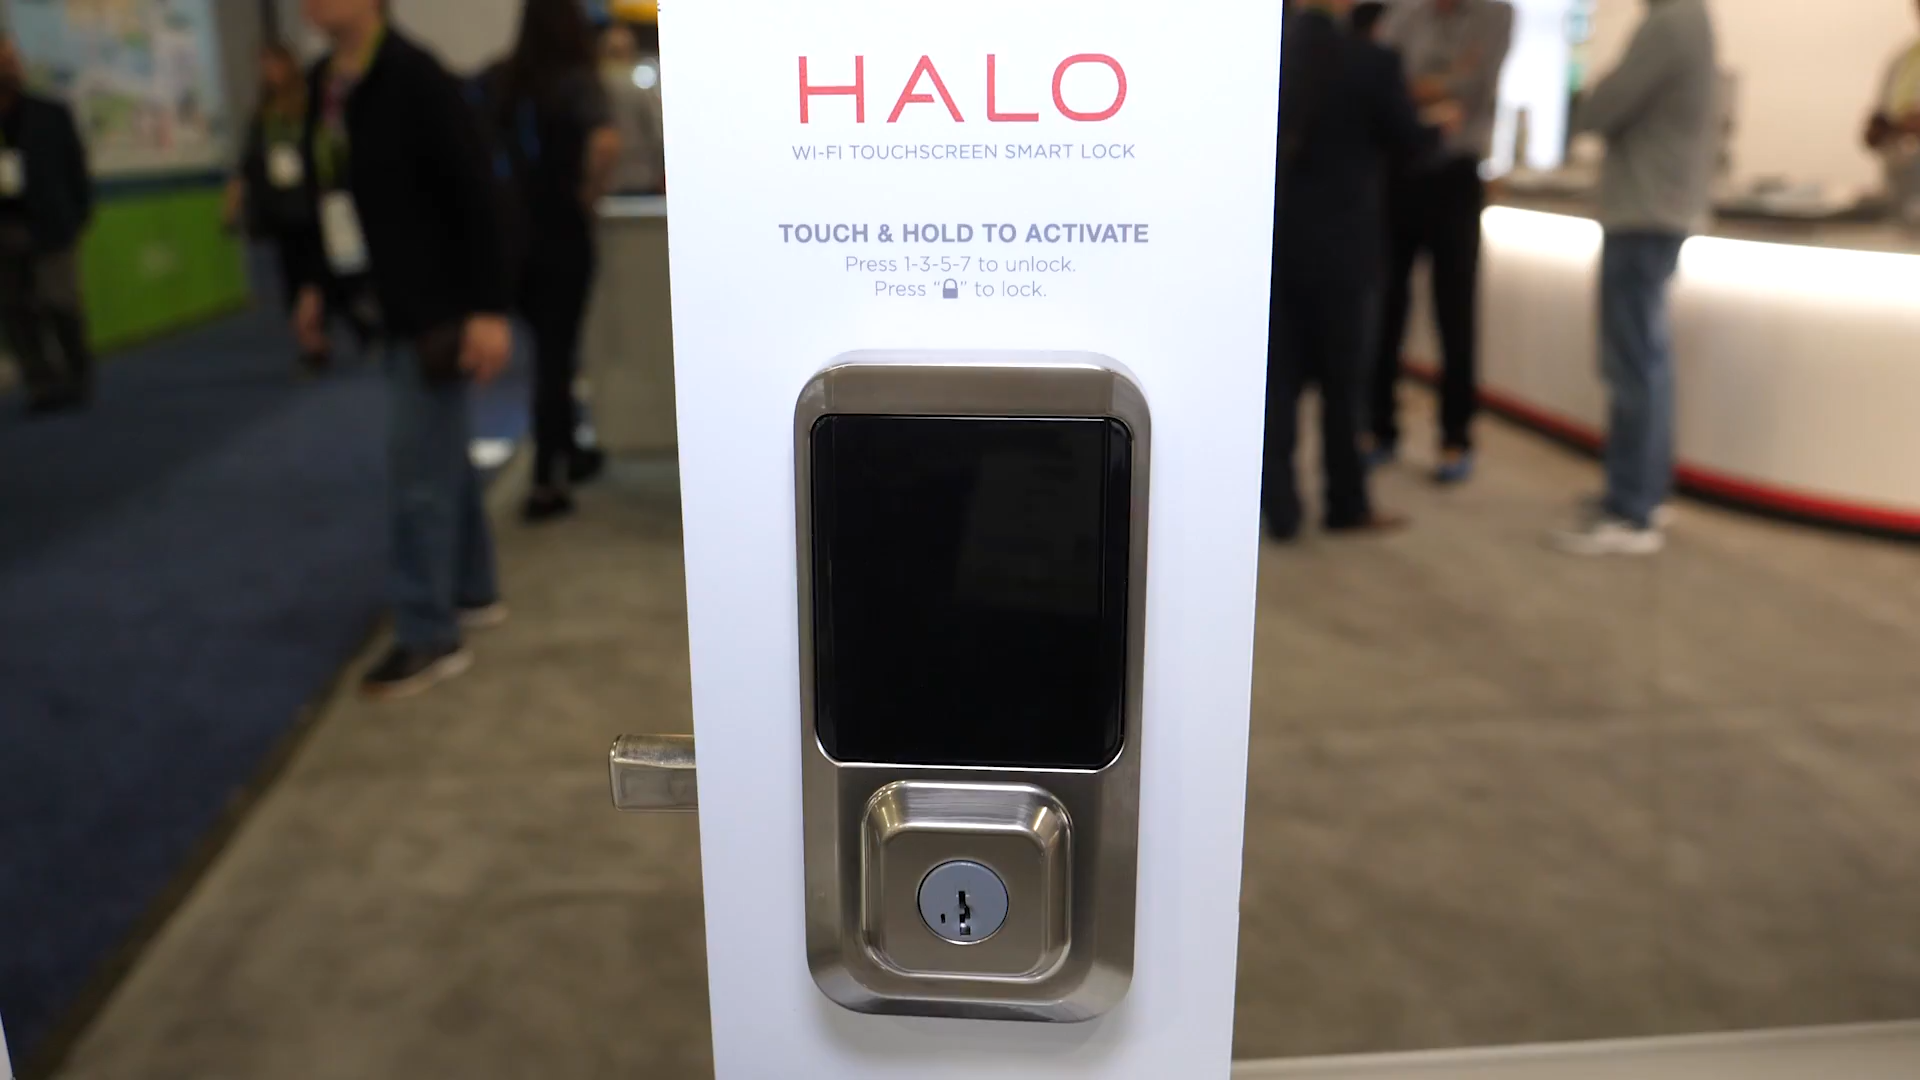 HALO
WI-FI TOUCHSCREEN SMART LOCK
TOUCH & HOLD TO ACTIVATE
Press 1-3-5-7 to unlock.
Press “🔒” to lock.